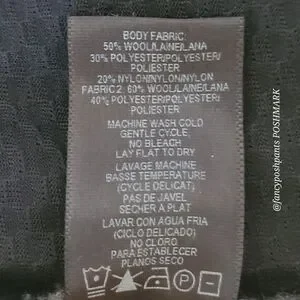 BODY FABRIC:
50% WOOL/LAINE/LANA
30% POLYESTER/POLYESTER/
POLIESTER
20% NYLON/NYLON/NYLON
FABRIC 2: 60% WOOL/LAINE/LANA
40% POLYESTER/POLYESTER/
POLIESTER
MACHINE WASH COLD
GENTLE CYCLE,
NO BLEACH
LAY FLAT TO DRY
LAVAGE MACHINE
BASSE TEMPERATURE
(CYCLE DELICAT)
PAS DE JAVEL
SECHER A PLAT
LAVAR CON AGUA FRIA
(CICLO DELICADO)
NO CLORO
PARA ESTABLECER
PLANOS SECO
@fancyposhpants POSHMARK